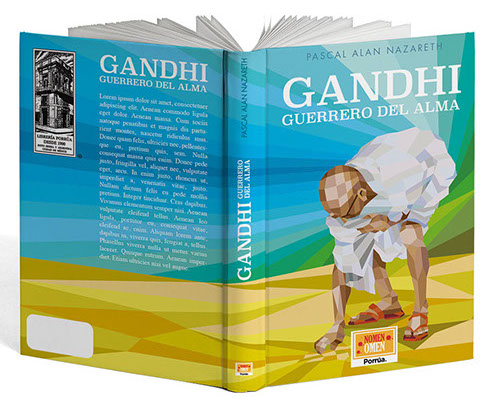 GANDHI
GUERRERO DEL ALMA
Lorem ipsum dolor sit amet, consectetuer
adipiscing elit. Aenean commodo ligula
eget dolor. Aenean massa. Cum sociis
natoque penatibus et magnis dis partu-
rient montes, nascetur ridiculus mus.
Donec quam felis, ultricies nec, pellentes-
que eu, pretium quis, sem. Nulla
consequat massa quis enim. Donec pede
justo, fringilla vel, aliquet nec, vulputate
eget, arcu. In enim justo, rhoncus ut,
imperdiet a, venenatis vitae, justo.
Nullam dictum felis eu pede mollis
pretium. Integer tincidunt. Cras dapibus.
Vivamus elementum semper nisi. Aenean
vulputate eleifend tellus. Aenean leo
ligula, porttitor eu, consequat vitae,
eleifend ac, enim. Aliquam lorem ante,
dapibus in, viverra quis, feugiat a, tellus.
Phasellus viverra nulla ut metus varius
laoreet. Quisque rutrum. Aenean imper-
diet. Etiam ultricies nisi vel augue.
LIBRERÍA PORRÚA
DESDE 1900
PASCAL ALAN NAZARETH
GANDHI
GUERRERO
DEL ALMA
Porrúa
PASCAL ALAN NAZARETH
GANDHI
GUERRERO DEL ALMA
NOMEN
OMEN
Porrúa.